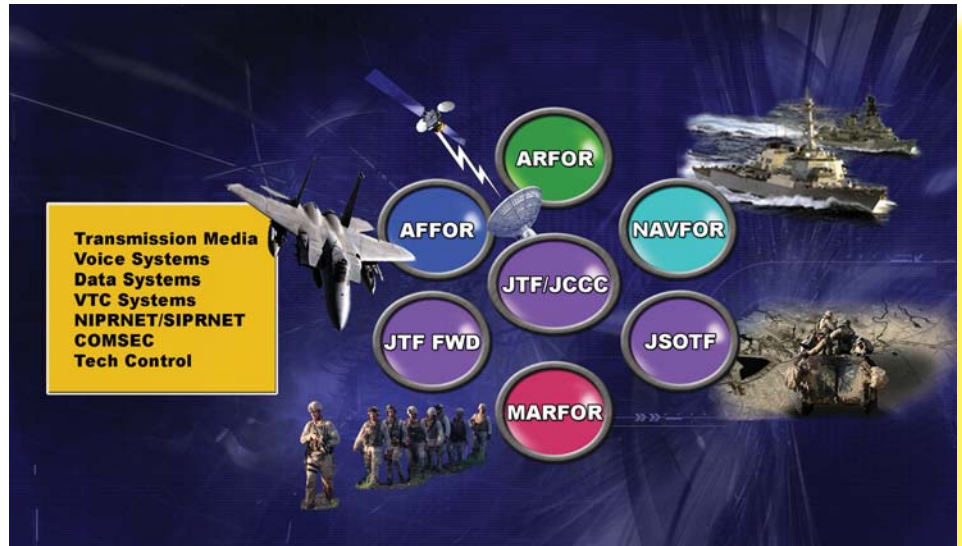 Transmission Media
Voice Systems
Data Systems
VTC Systems
NIPRNET/SIPRNET
COMSEC
Tech Control
ARFOR
AFFOR
NAVFOR
JTF/JCCC
JTF FWD
JSOTF
MARFOR